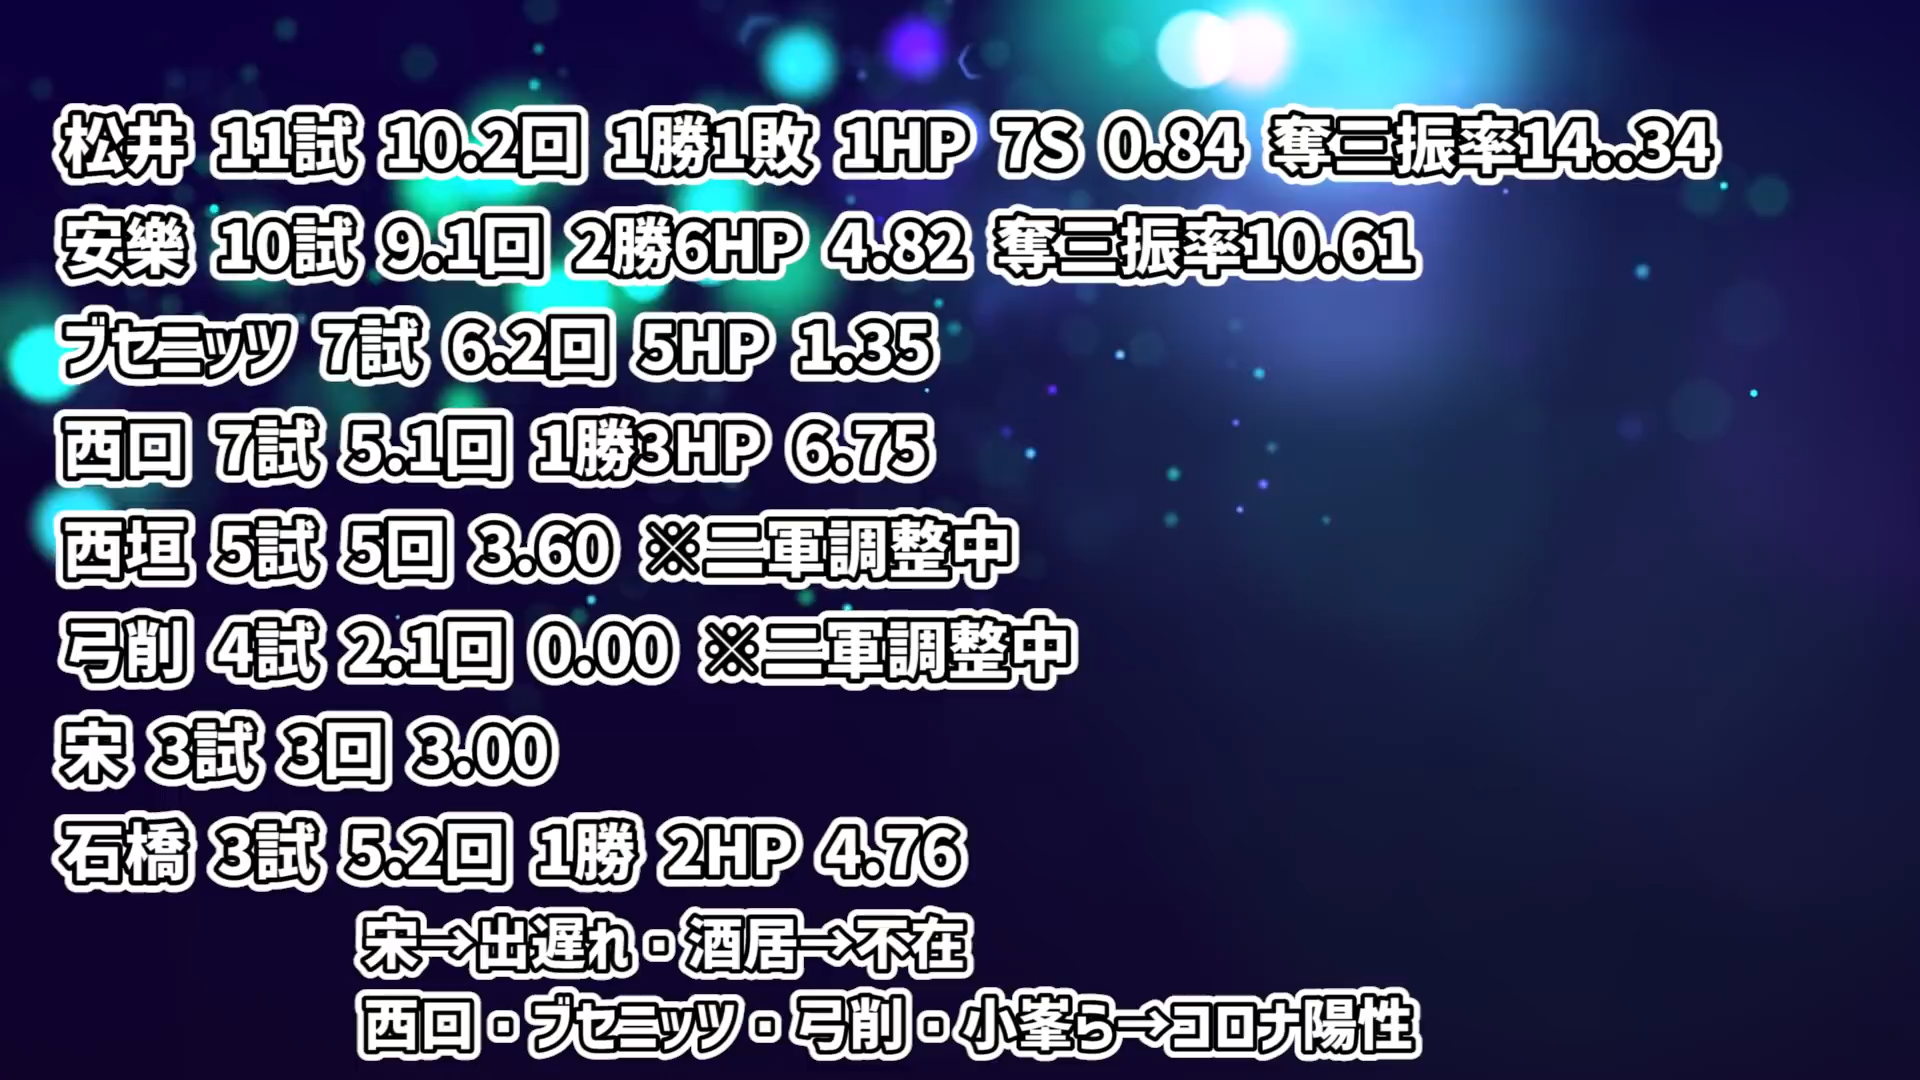 松井 11試 10.2回 1勝1敗 1HP 7S 0.84 奪三振率14..34
安樂 10試 9.1回 2勝6HP 4.82 奪三振率10.61
ブセニッツ 7試 6.2回 5HP 1.35
西口 7試 5.1回 1勝3HP 6.75
西垣 5試 5回 3.60 ※二軍調整中
弓削 4試 2.1回 0.00 ※二軍調整中
宋 3試 3回 3.00
石橋 3試 5.2回 1勝 2HP 4.76
宋→出遅れ・酒居→不在
西口・ブセニッツ・弓削・小峯ら→コロナ陽性